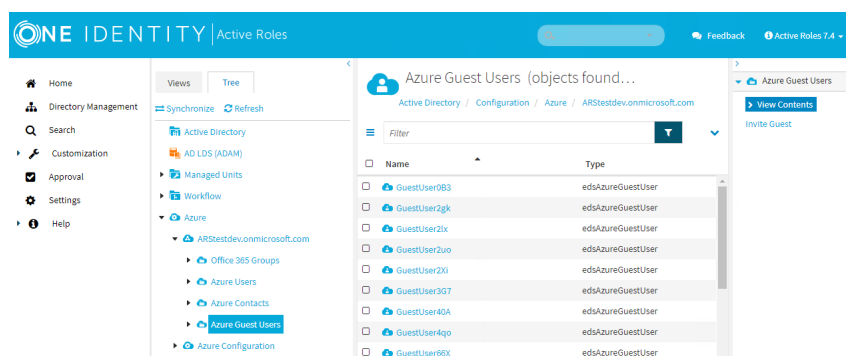 ONE IDENTITY Active Roles
Feedback
Active Roles 7.4
Home
Directory Management
Search
Customization
Approval
Settings
Help
Views Tree
Synchronize Refresh
Active Directory
AD LDS (ADAM)
Managed Units
Workflow
Azure
ARStestdev.onmicrosoft.com
Office 365 Groups
Azure Users
Azure Contacts
Azure Guest Users
Azure Configuration
Azure Guest Users (objects found...
Active Directory / Configuration / Azure / ARStestdev.onmicrosoft.com
Filter
Name Type
GuestUser0B3 edsAzureGuestUser
GuestUser2gk edsAzureGuestUser
GuestUser2lx edsAzureGuestUser
GuestUser2uo edsAzureGuestUser
GuestUser2Xi edsAzureGuestUser
GuestUser3G7 edsAzureGuestUser
GuestUser40A edsAzureGuestUser
GuestUser4qo edsAzureGuestUser
GuestUser66X edsAzureGuestUser
Azure Guest Users
View Contents
Invite Guest